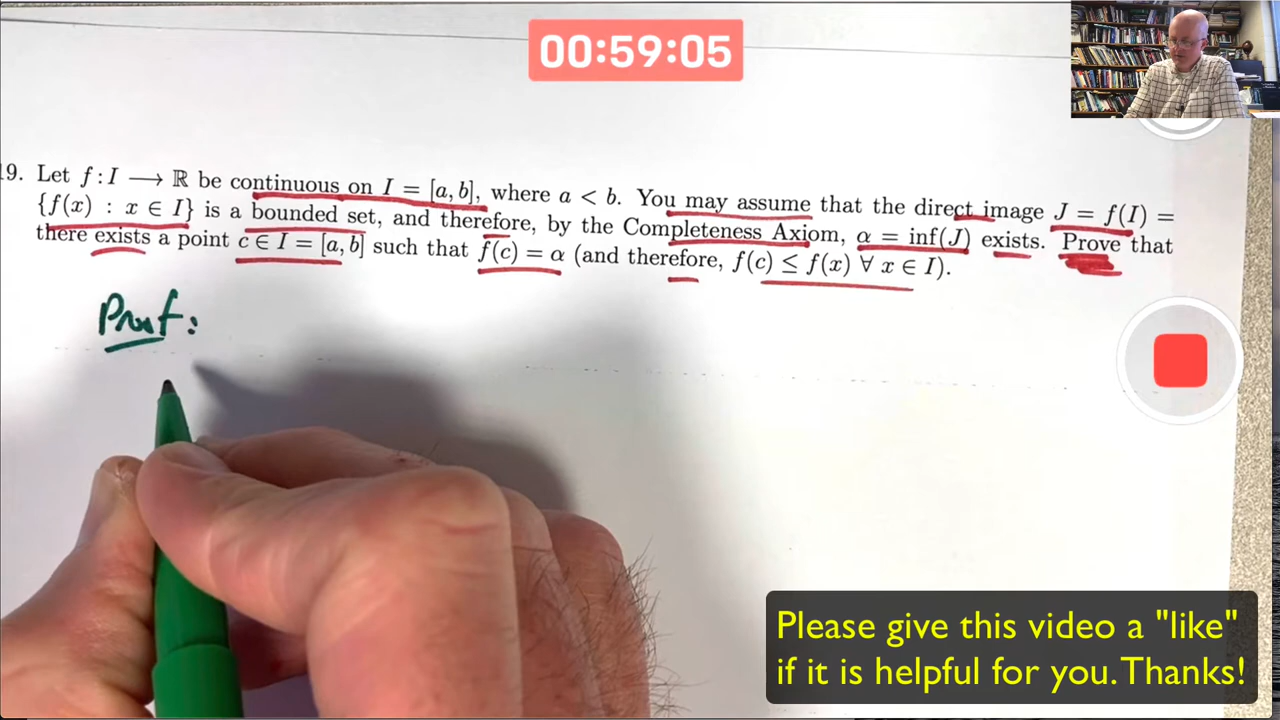 00:59:05
19. Let f : I ⟶ ℝ be continuous on I = [a, b], where a < b. You may assume that the direct image J = f(I) =
{f(x) : x ∈ I} is a bounded set, and therefore, by the Completeness Axiom, α = inf(J) exists. Prove that
there exists a point c ∈ I = [a, b] such that f(c) = α (and therefore, f(c) ≤ f(x) ∀ x ∈ I).
Proof:
Please give this video a "like"
if it is helpful for you. Thanks!